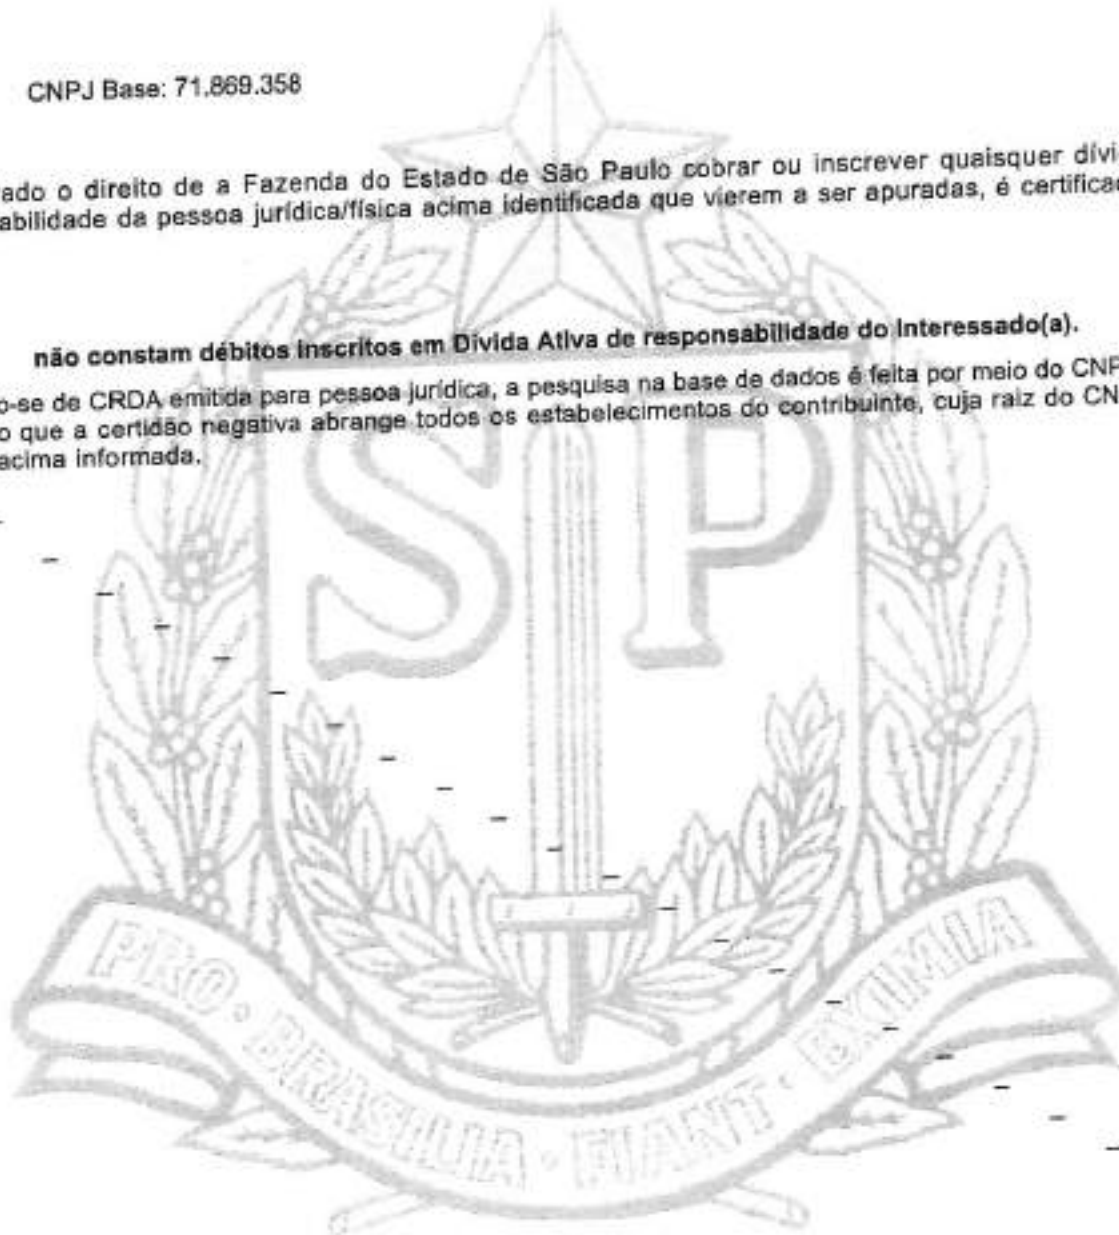 CNPJ Base: 71.869.358
ado o direito de a Fazenda do Estado de São Paulo cobrar ou inscrever quaisquer dívi
abilidade da pessoa jurídica/física acima identificada que vierem a ser apuradas, é certifica
não constam débitos inscritos em Dívida Ativa de responsabilidade do Interessado(a).
o-se de CRDA emitida para pessoa jurídica, a pesquisa na base de dados é feita por meio do CNP
o que a certidão negativa abrange todos os estabelecimentos do contribuinte, cuja raiz do CN
acima informada.
SP
PRO · BRASILIA · FIANT · EXIMIA